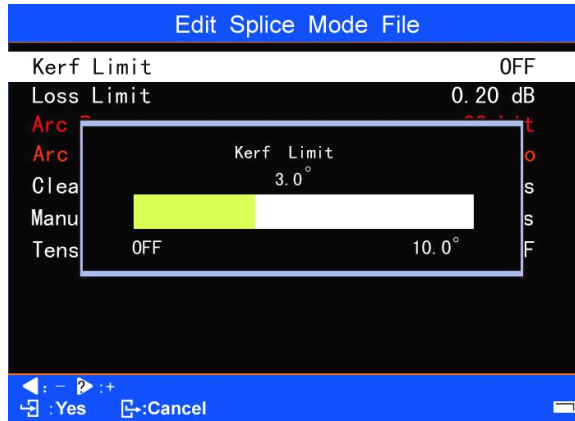 Edit Splice Mode File
Kerf Limit OFF
Loss Limit 0.20 dB
Arc
Arc
Kerf Limit
3.0°
Clea s
Manu s
OFF 10.0°
Tens F
◀: - ▶:+
:Yes :Cancel